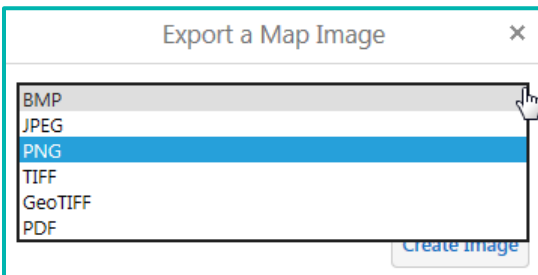 Export a Map Image ×
BMP
JPEG
PNG
TIFF
GeoTIFF
PDF
Create Image